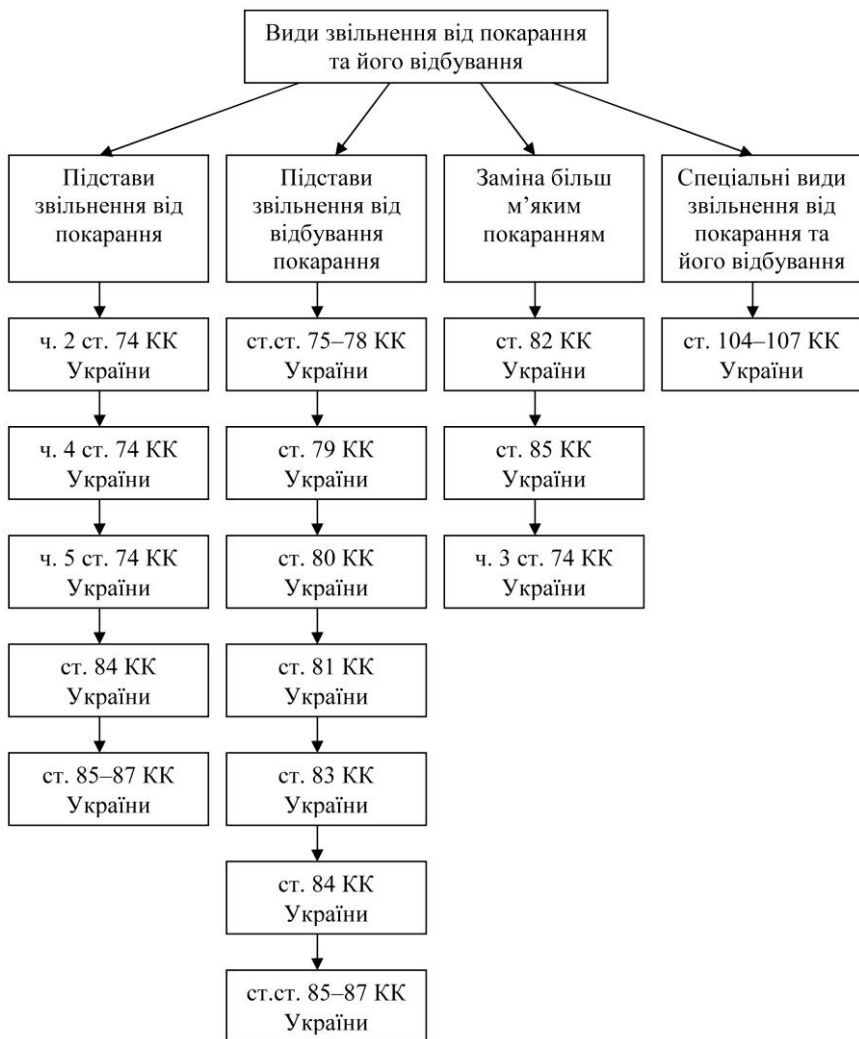 Види звільнення від покарання
та його відбування
Підстави
звільнення від
покарання
Підстави
звільнення від
відбування
покарання
Заміна більш
м’яким
покаранням
Спеціальні види
звільнення від
покарання та
його відбування
ч. 2 ст. 74 КК
України
ст.ст. 75–78 КК
України
ст. 82 КК
України
ст. 104–107 КК
України
ч. 4 ст. 74 КК
України
ст. 79 КК
України
ст. 85 КК
України
ч. 5 ст. 74 КК
України
ст. 80 КК
України
ч. 3 ст. 74 КК
України
ст. 84 КК
України
ст. 81 КК
України
ст. 85–87 КК
України
ст. 83 КК
України
ст. 84 КК
України
ст.ст. 85–87 КК
України